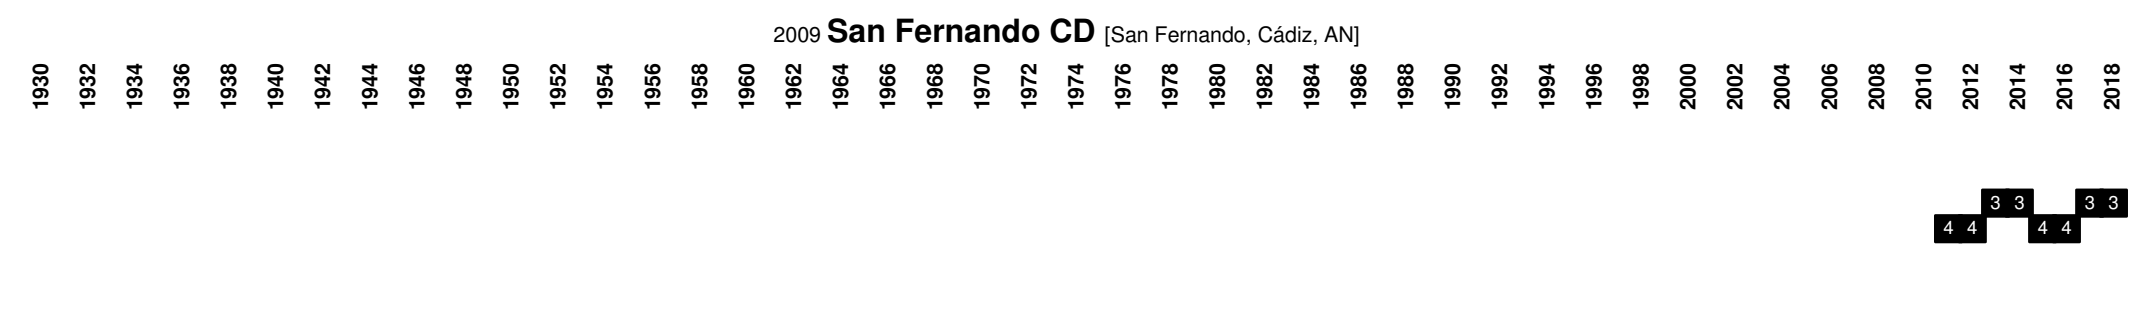 2009 San Fernando CD [San Fernando, Cádiz, AN]
1930 1932 1934 1936 1938 1940 1942 1944 1946 1948 1950 1952 1954 1956 1958 1960 1962 1964 1966 1968 1970 1972 1974 1976 1978 1980 1982 1984 1986 1988 1990 1992 1994 1996 1998 2000 2002 2004 2006 2008 2010 2012 2014 2016 2018
3 3 3 3
4 4 4 4